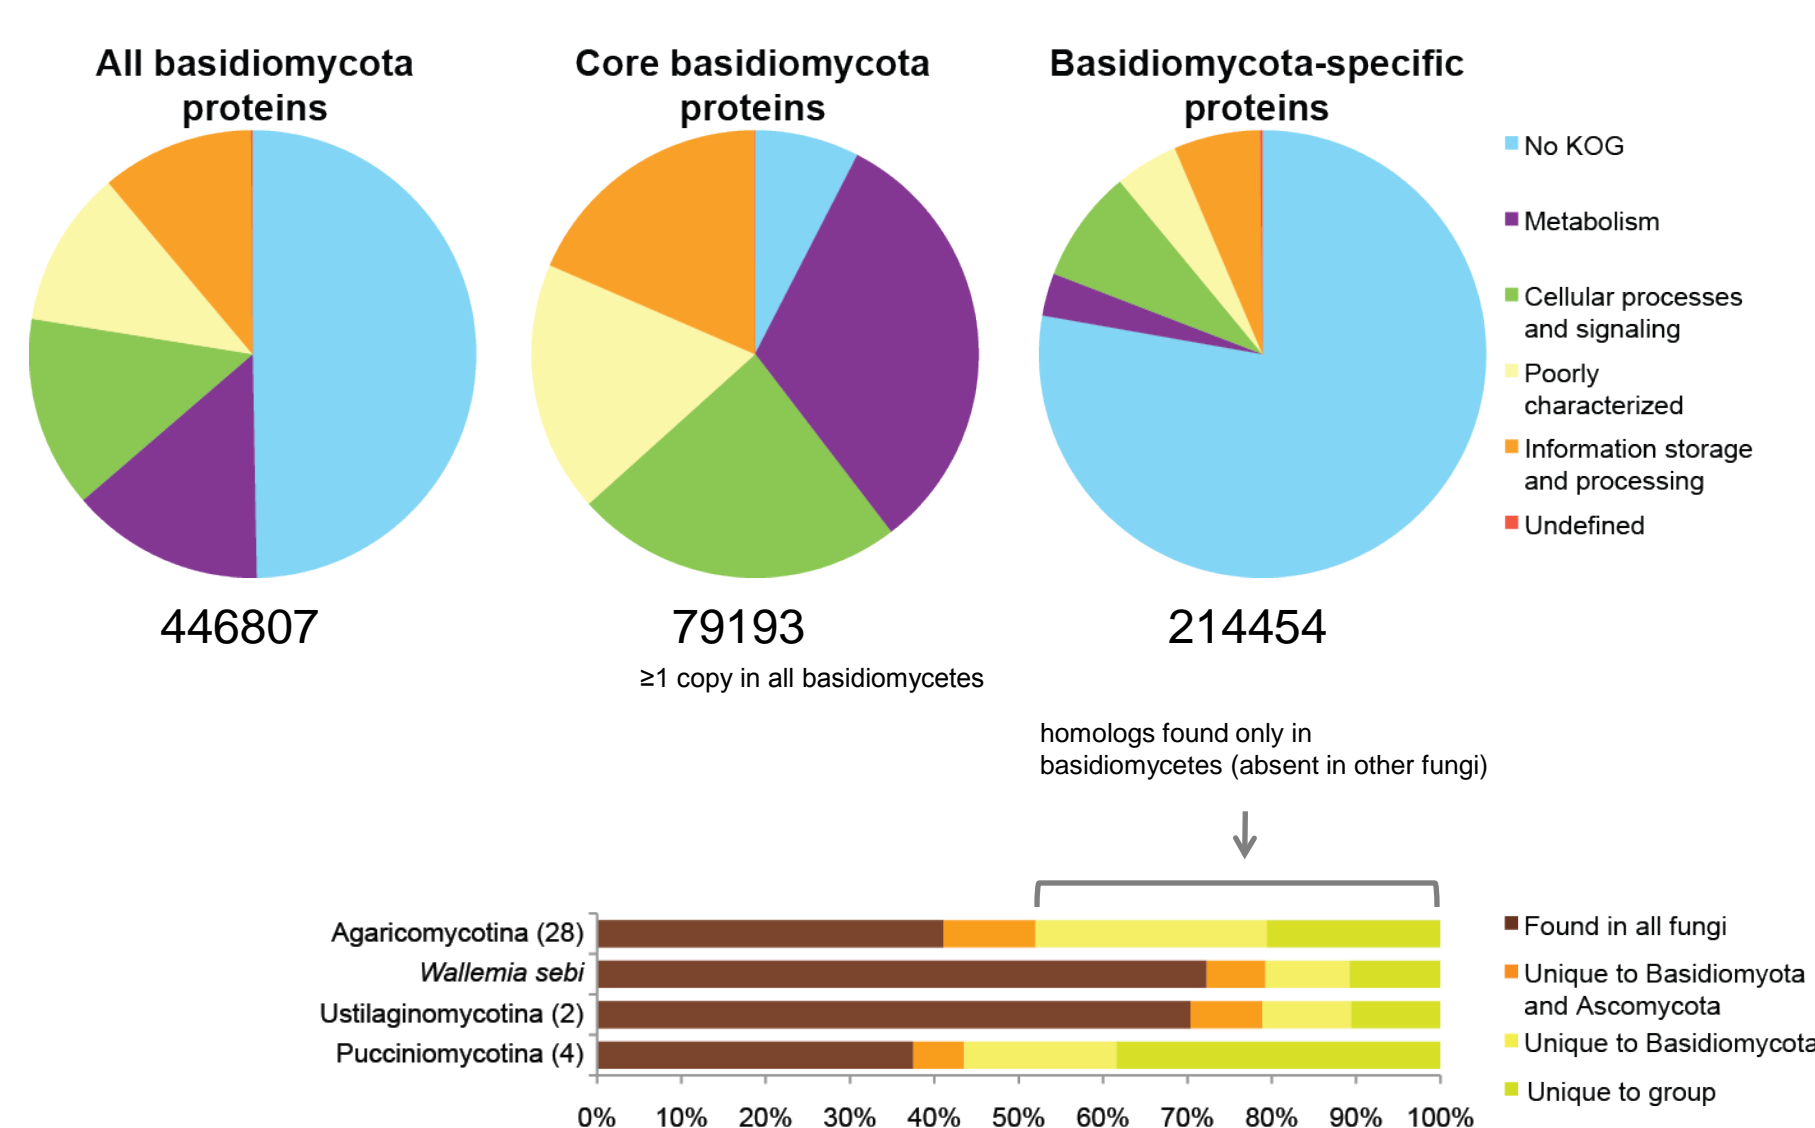 All basidiomycota
proteins
Core basidiomycota
proteins
Basidiomycota-specific
proteins
No KOG
Metabolism
Cellular processes
and signaling
Poorly
characterized
Information storage
and processing
Undefined
446807
79193
214454
≥1 copy in all basidiomycetes
homologs found only in
basidiomycetes (absent in other fungi)
Agaricomycotina (28)
Wallemia sebi
Ustilaginomycotina (2)
Pucciniomycotina (4)
0% 10% 20% 30% 40% 50% 60% 70% 80% 90% 100%
Found in all fungi
Unique to Basidiomyota
and Ascomycota
Unique to Basidiomycota
Unique to group